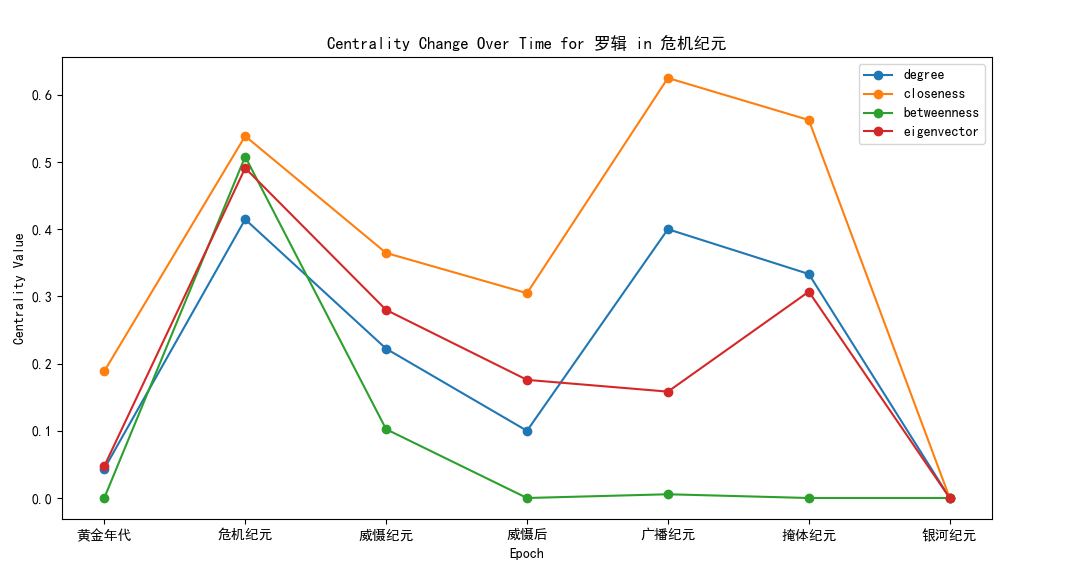 Centrality Change Over Time for 罗辑 in 危机纪元
degree
closeness
betweenness
eigenvector
Centrality Value
0.6
0.5
0.4
0.3
0.2
0.1
0.0
黄金年代 危机纪元 威慑纪元 威慑后 广播纪元 掩体纪元 银河纪元
Epoch